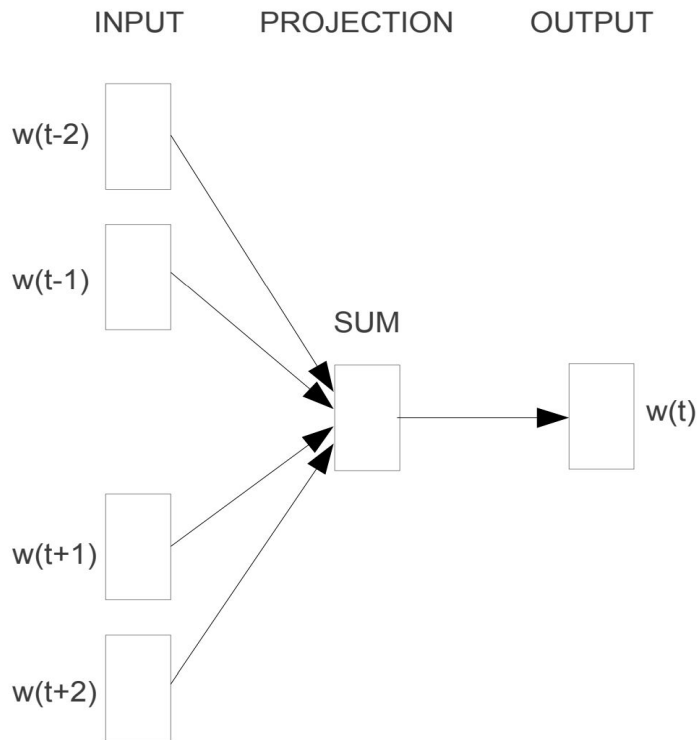 INPUT PROJECTION OUTPUT
w(t-2)
w(t-1)
SUM
w(t)
w(t+1)
w(t+2)